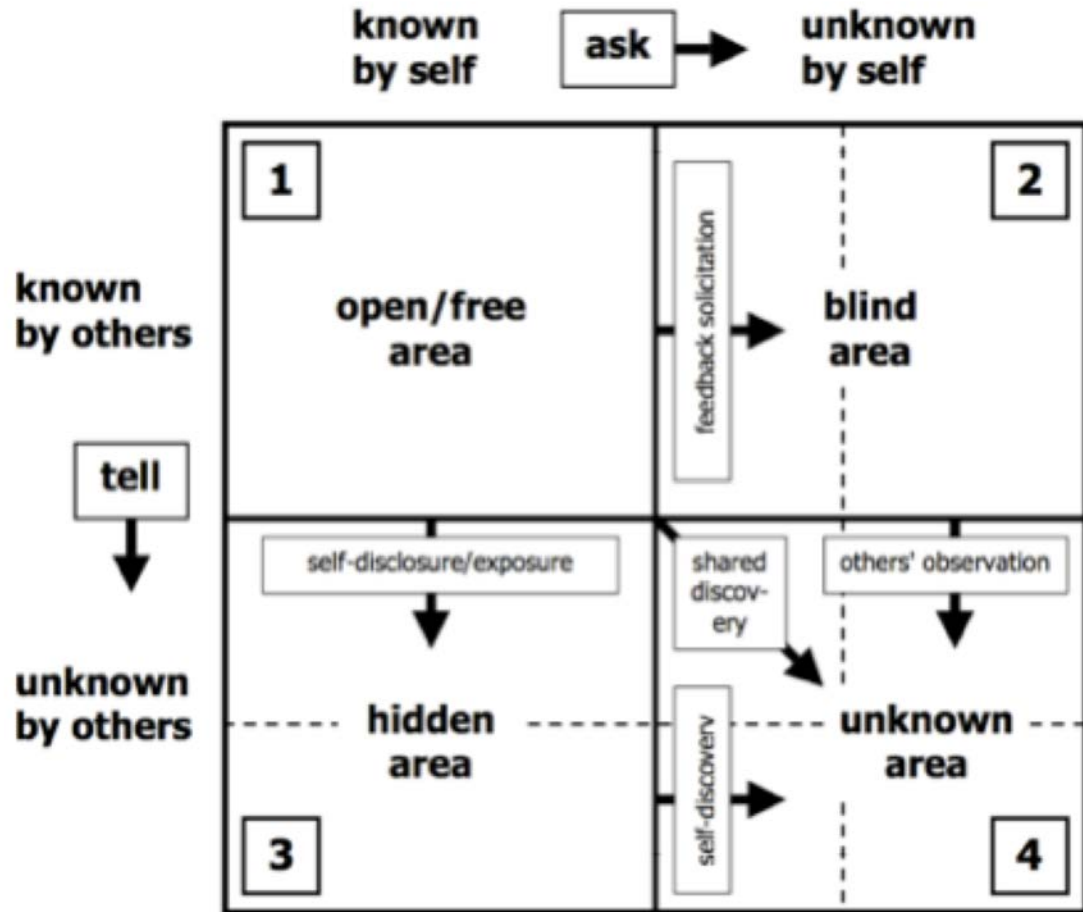 known
by self
ask
unknown
by self
1
2
known
by others
open/free
area
feedback solicitation
blind
area
tell
self-disclosure/exposure
shared
discov-
ery
others' observation
unknown
by others
hidden
area
self-discovery
unknown
area
3
4